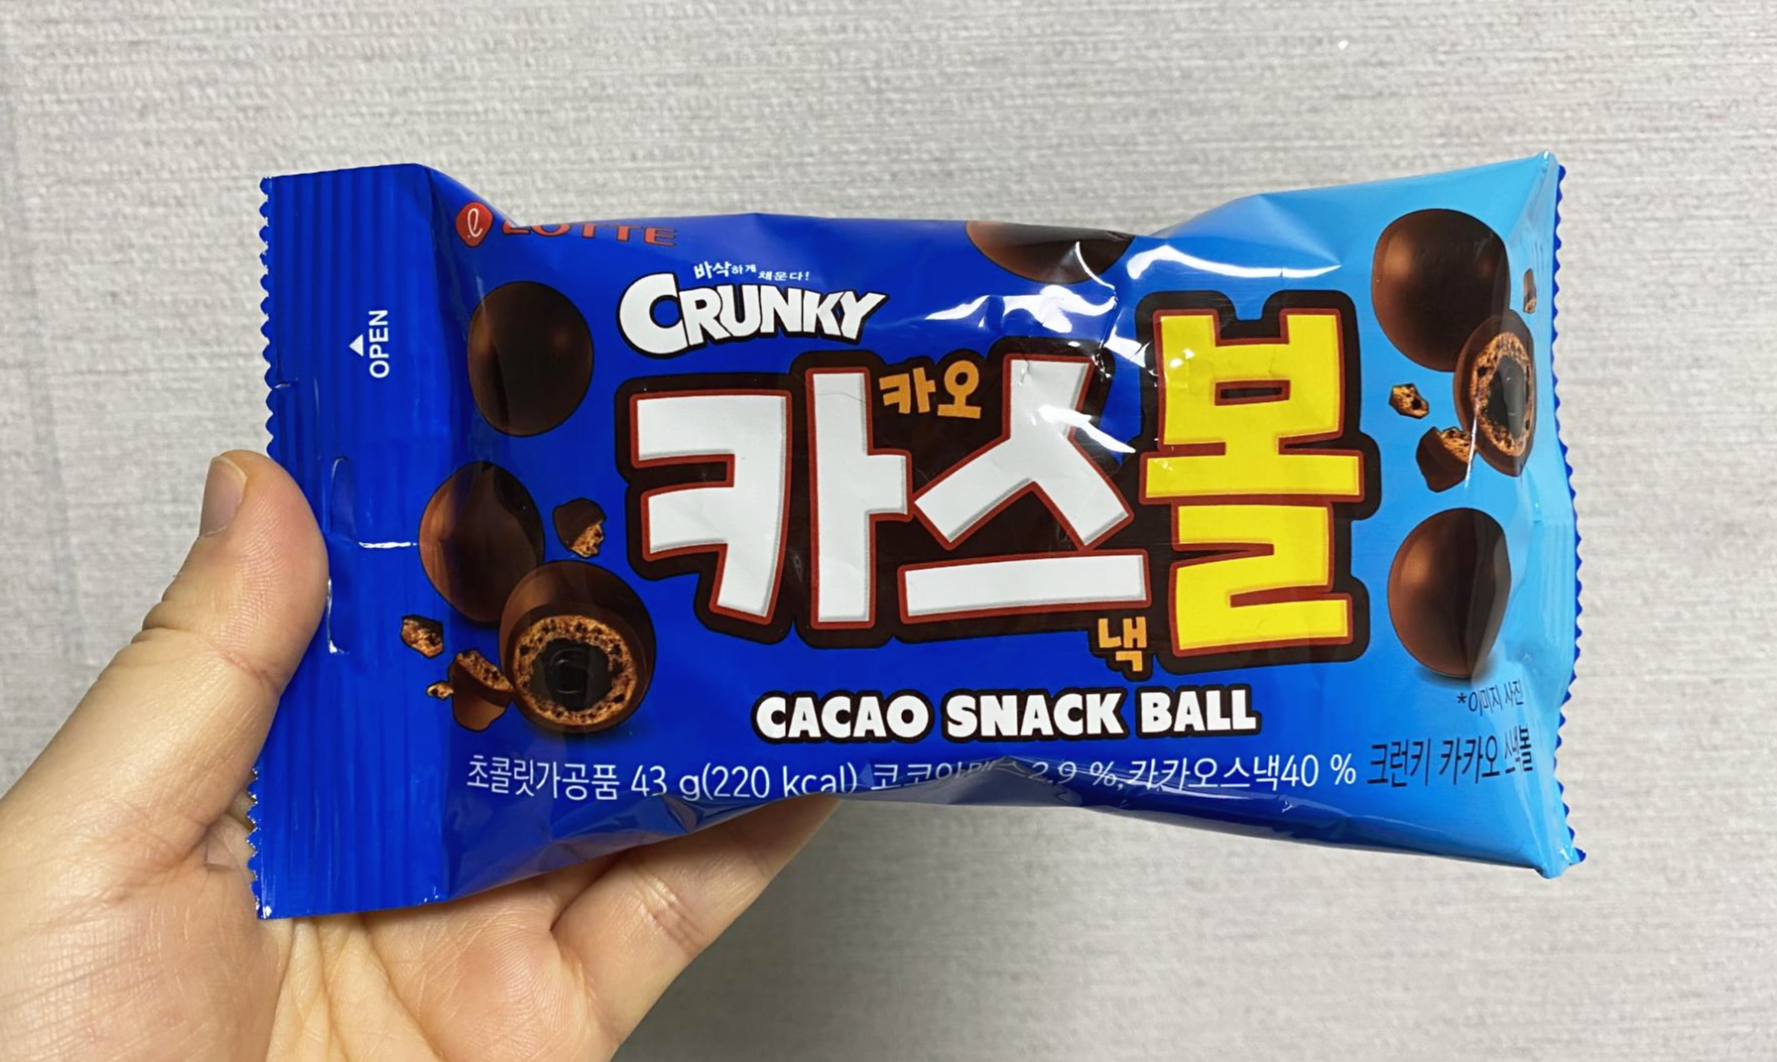 LOTTE
바삭하게 채운다!
CRUNKY
OPEN
카카오스낵볼
CACAO SNACK BALL
*이미지 사진
초콜릿가공품 43 g(220 kcal) 2.9 %, 카카오스낵40 % 크런키 카카오 스낵볼